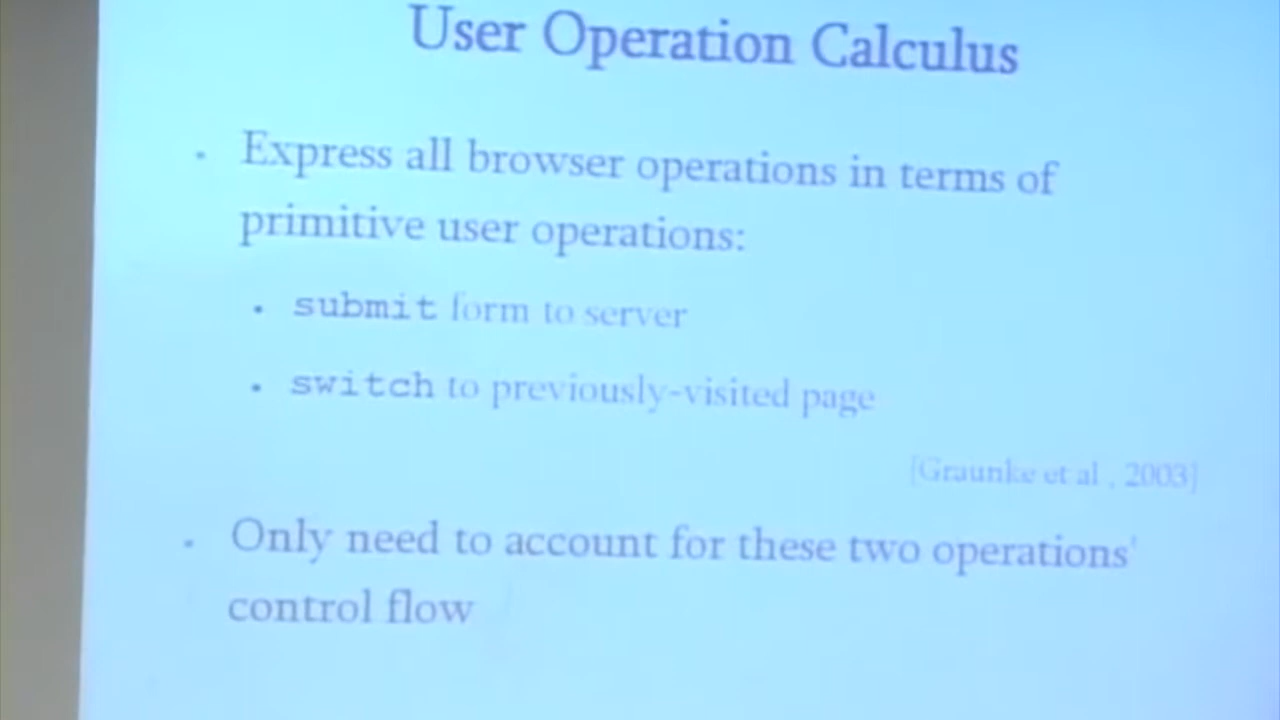 User Operation Calculus
• Express all browser operations in terms of
primitive user operations:
• submit form to server
• switch to previously-visited page
[Graunke et al., 2003]
• Only need to account for these two operations'
control flow